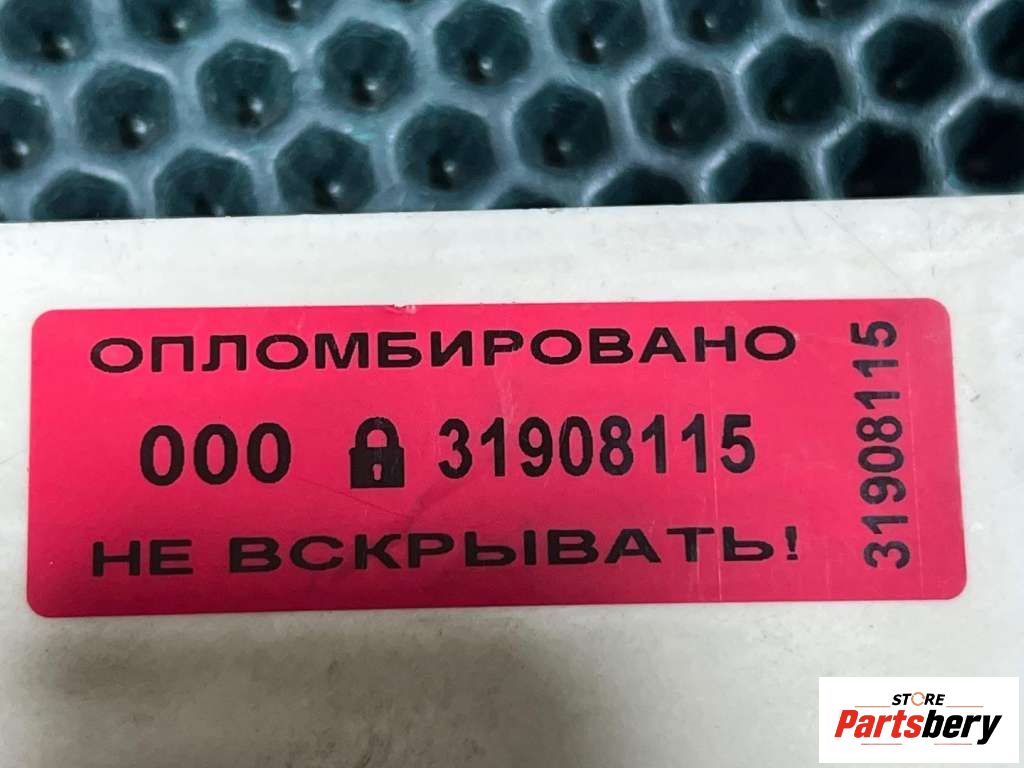 ОПЛОМБИРОВАНО
000 31908115
НЕ ВСКРЫВАТЬ!
31908115
STORE
Partsbery